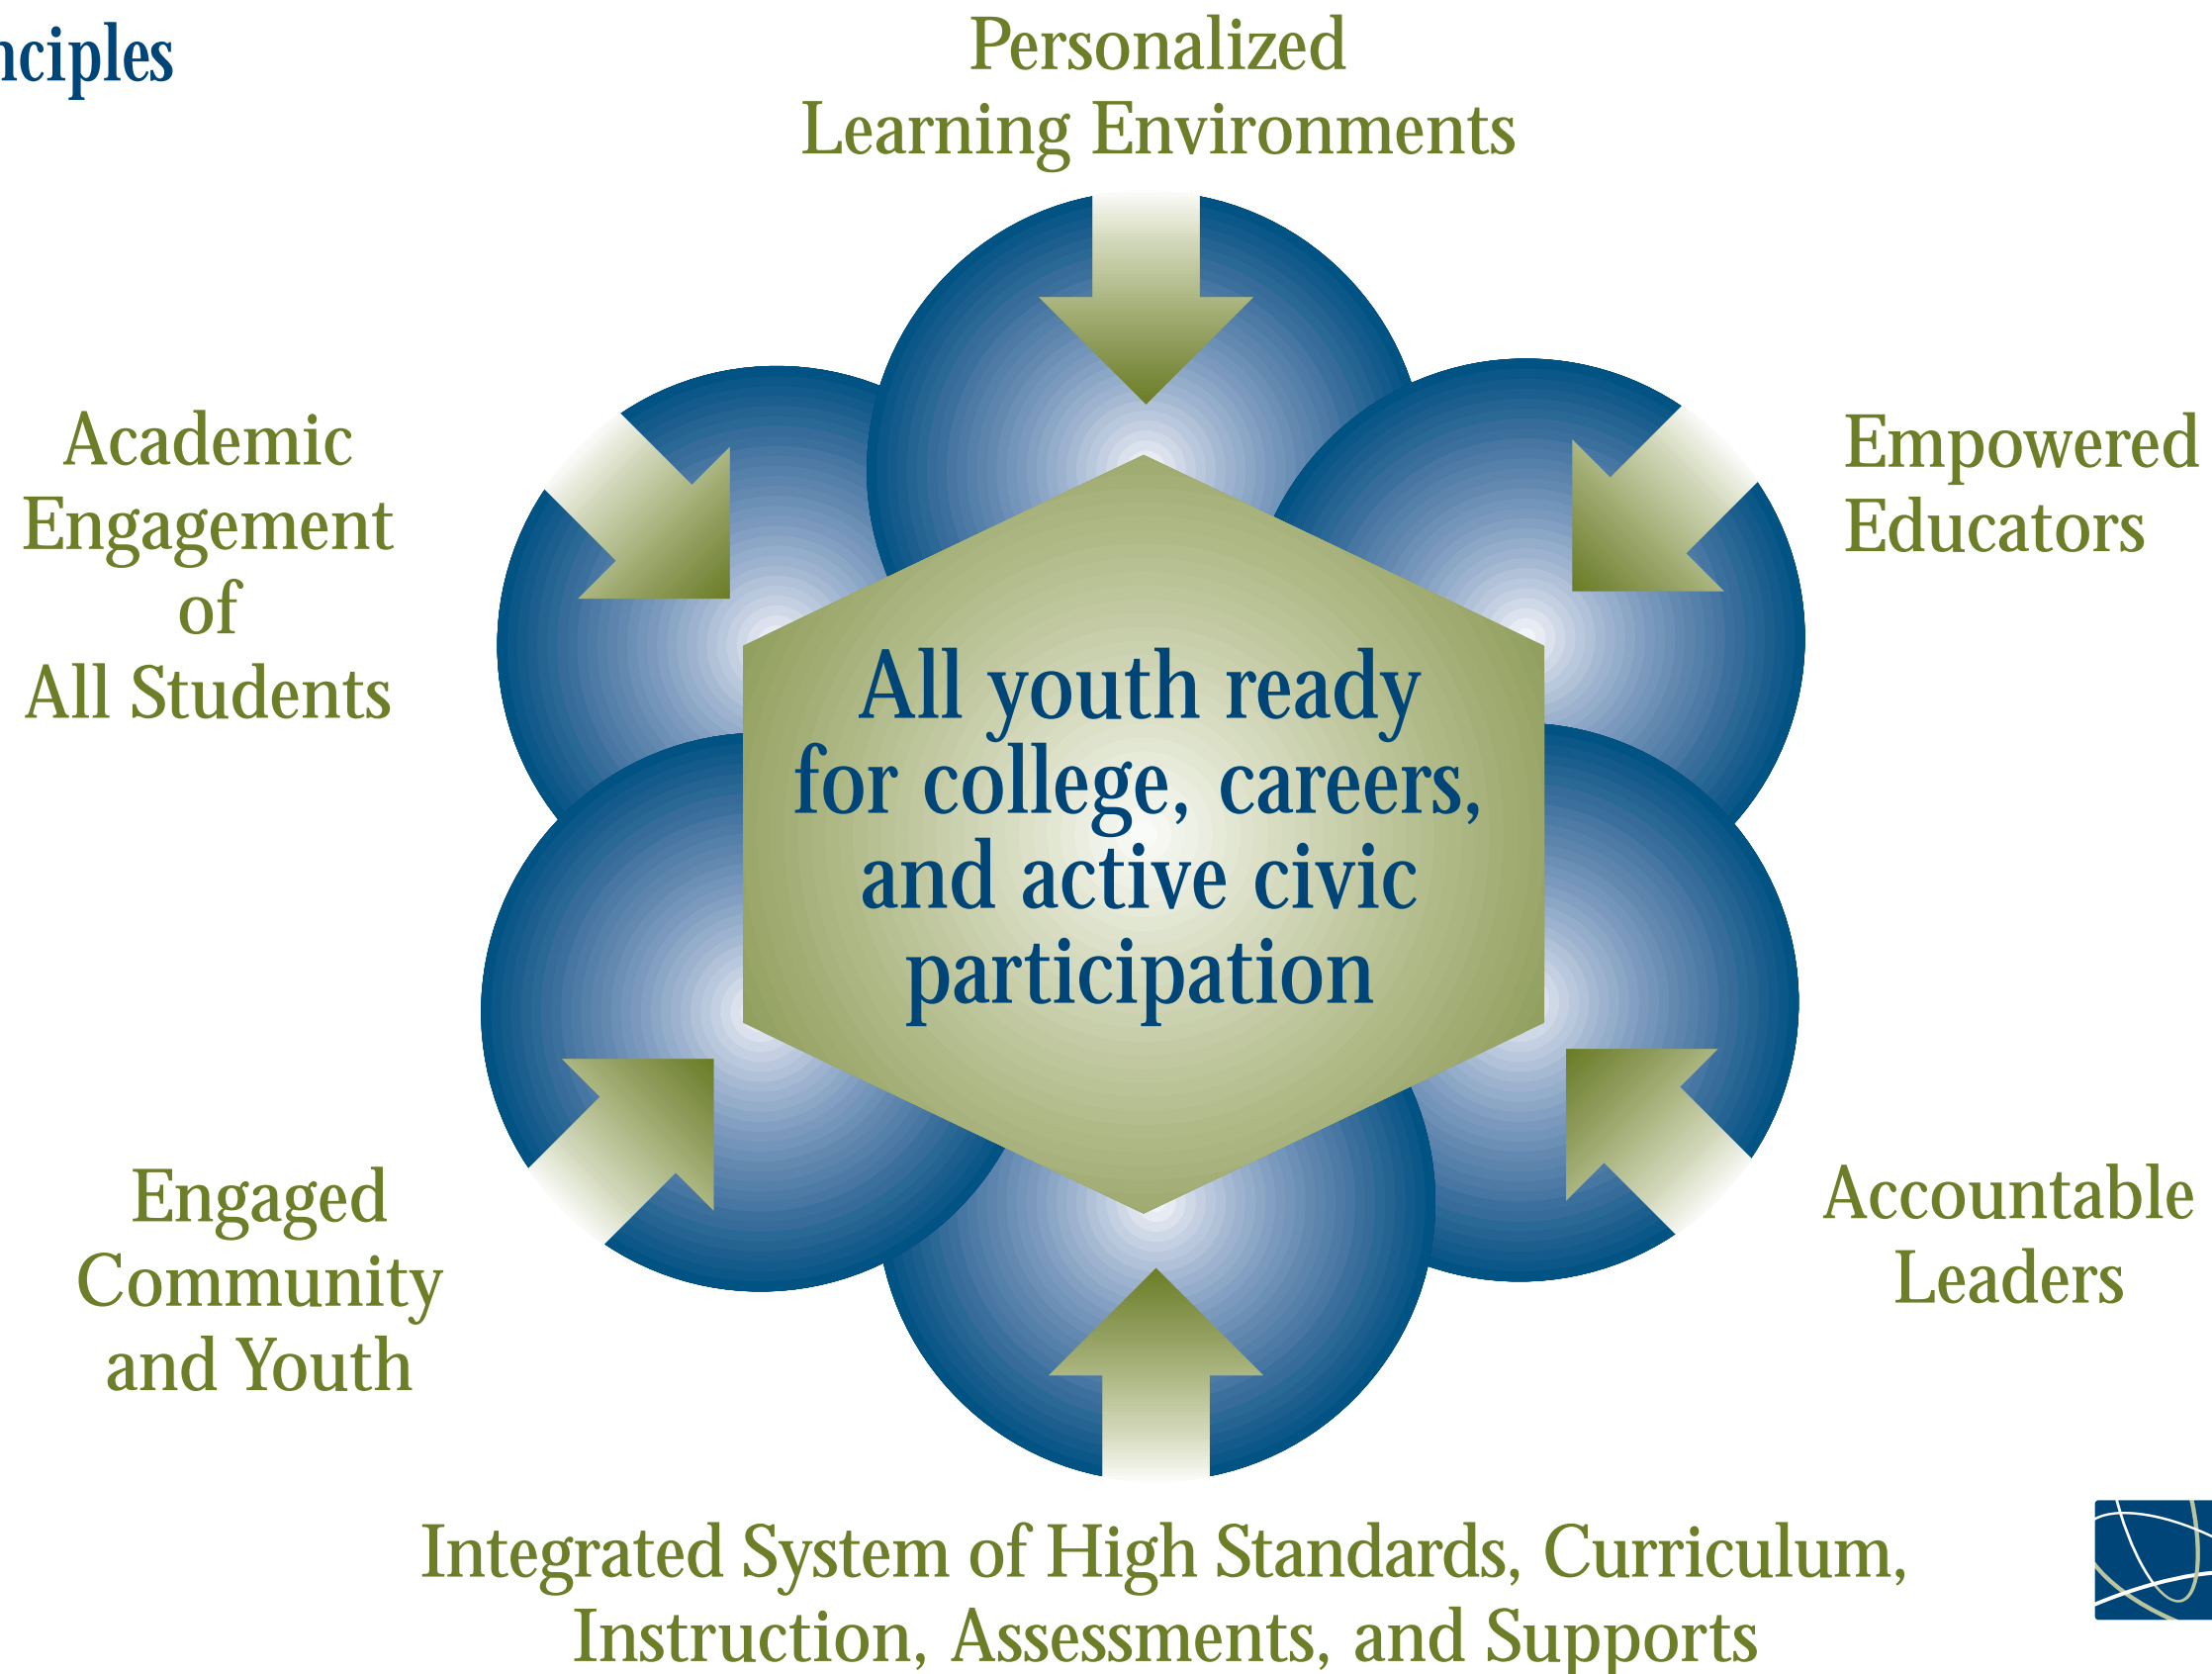 nciples
Personalized
Learning Environments
Academic
Engagement
of
All Students
Empowered
Educators
All youth ready
for college, careers,
and active civic
participation
Engaged
Community
and Youth
Accountable
Leaders
Integrated System of High Standards, Curriculum,
Instruction, Assessments, and Supports